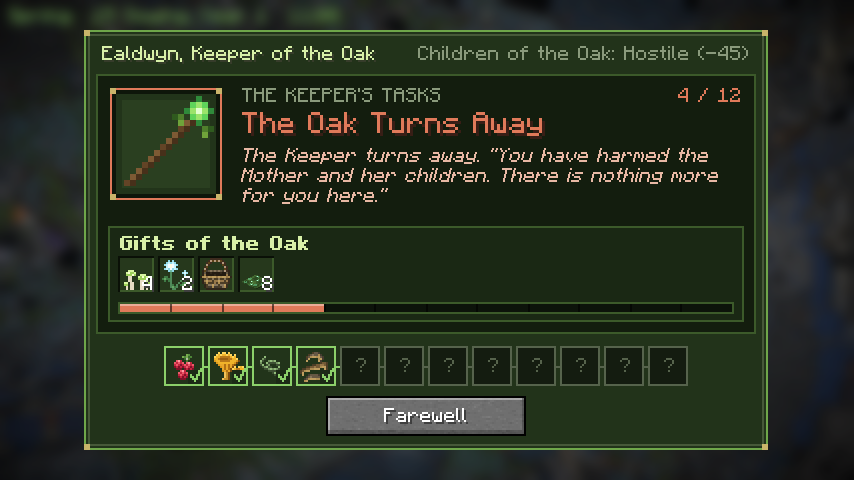 Ealdwyn, Keeper of the Oak
Children of the Oak: Hostile (-45)
THE KEEPER'S TASKS
4 / 12
The Oak Turns Away
The Keeper turns away. "You have harmed the
Mother and her children. There is nothing more
for you here."
Gifts of the Oak
2
8
? ? ? ? ? ? ? ?
Farewell